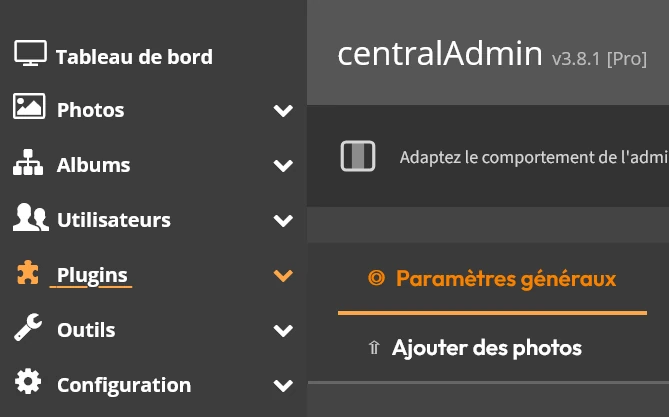 Tableau de bord
Photos
Albums
Utilisateurs
Plugins
Outils
Configuration
centralAdmin v3.8.1 [Pro]
Adaptez le comportement de l'admi
Paramètres généraux
Ajouter des photos